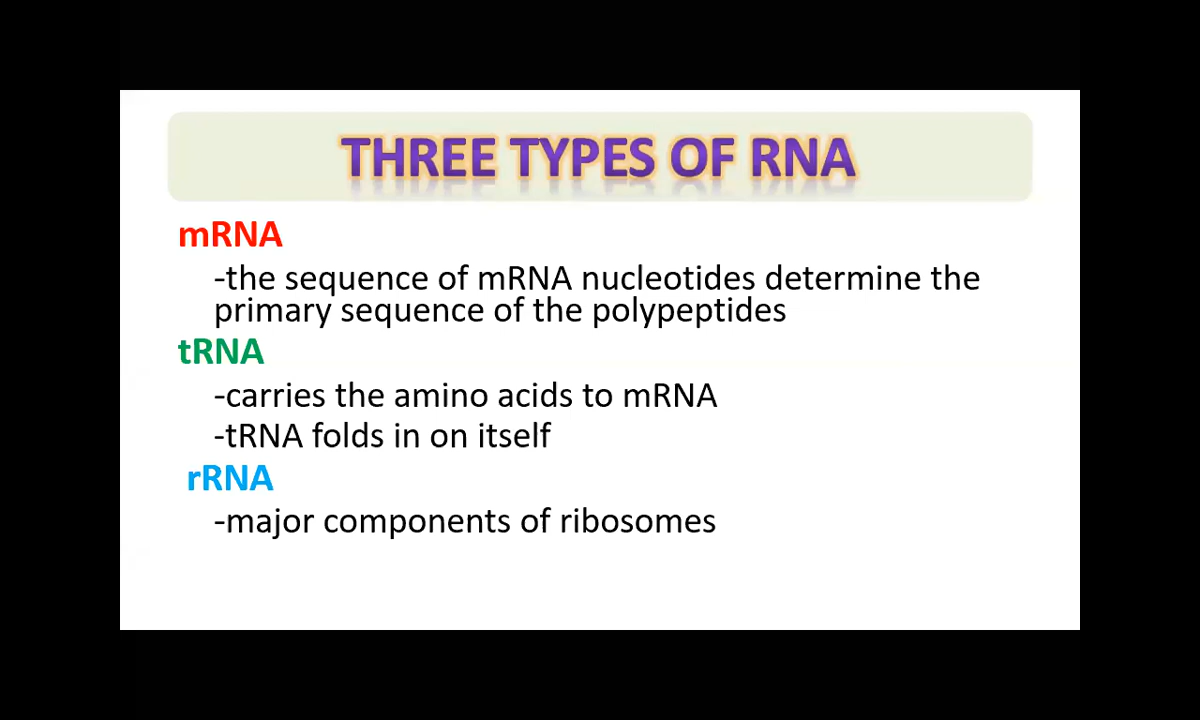 THREE TYPES OF RNA
mRNA
-the sequence of mRNA nucleotides determine the
primary sequence of the polypeptides
tRNA
-carries the amino acids to mRNA
-tRNA folds in on itself
rRNA
-major components of ribosomes